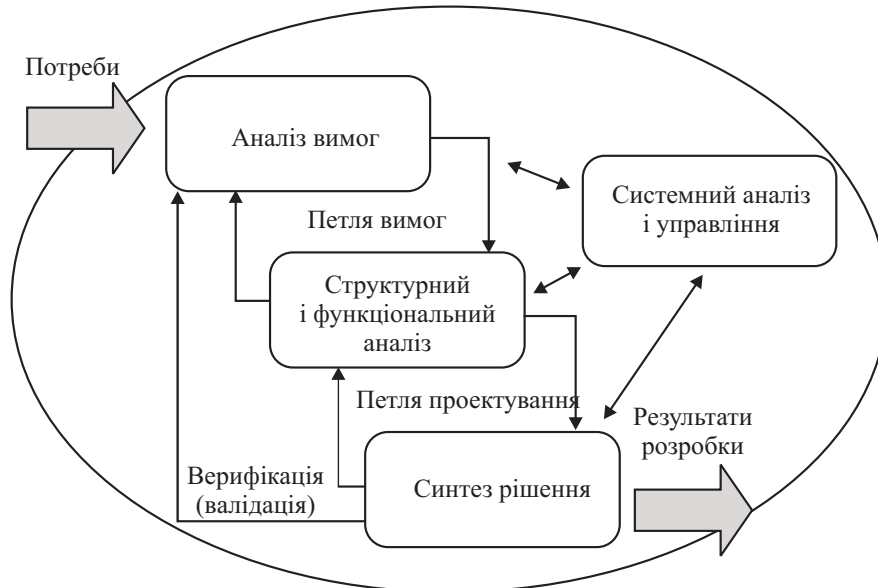 Потреби
Аналіз вимог
Системний аналіз
і управління
Петля вимог
Структурний
і функціональний
аналіз
Петля проектування
Результати
розробки
Верифікація
(валідація)
Синтез рішення